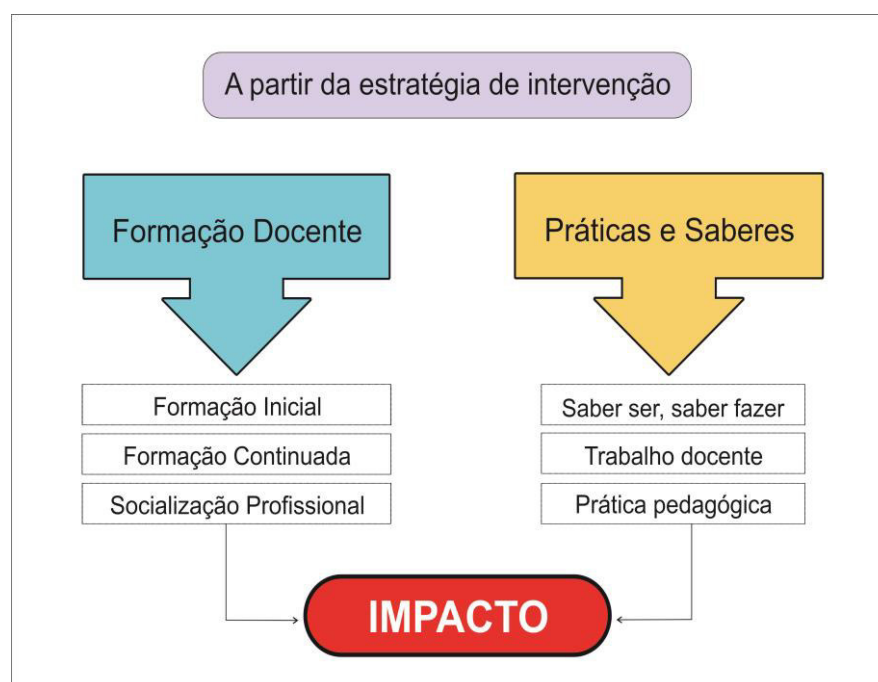 A partir da estratégia de intervenção
Formação Docente
Formação Inicial
Formação Continuada
Socialização Profissional
Práticas e Saberes
Saber ser, saber fazer
Trabalho docente
Prática pedagógica
IMPACTO